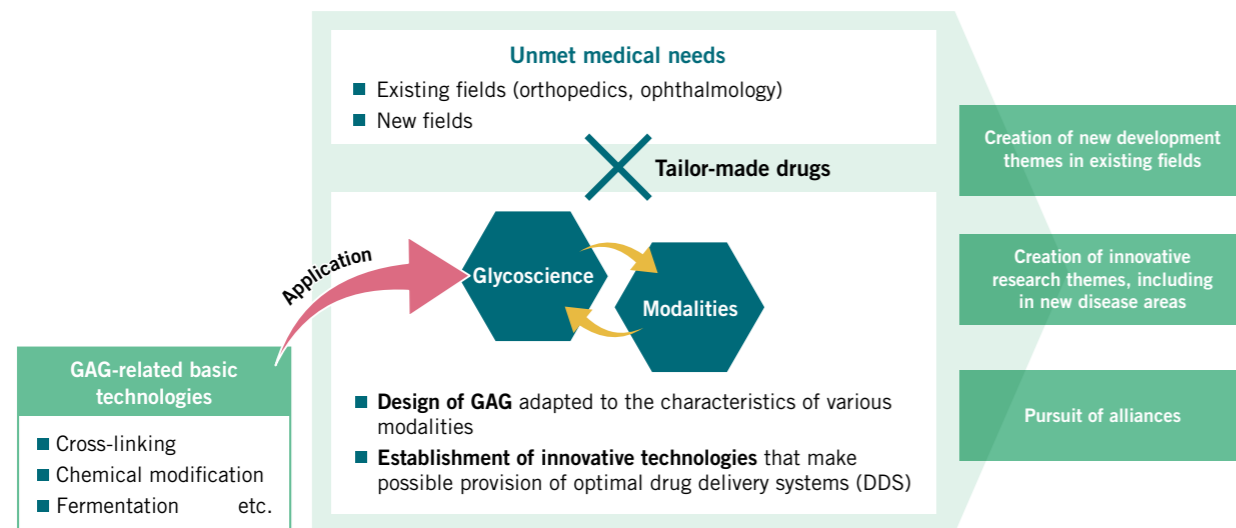 Unmet medical needs
■ Existing fields (orthopedics, ophthalmology)
■ New fields
Tailor-made drugs
Application
Glycoscience
Modalities
■ Design of GAG adapted to the characteristics of various
modalities
■ Establishment of innovative technologies that make
possible provision of optimal drug delivery systems (DDS)
GAG-related basic
technologies
■ Cross-linking
■ Chemical modification
■ Fermentation etc.
Creation of new development
themes in existing fields
Creation of innovative
research themes, including
in new disease areas
Pursuit of alliances